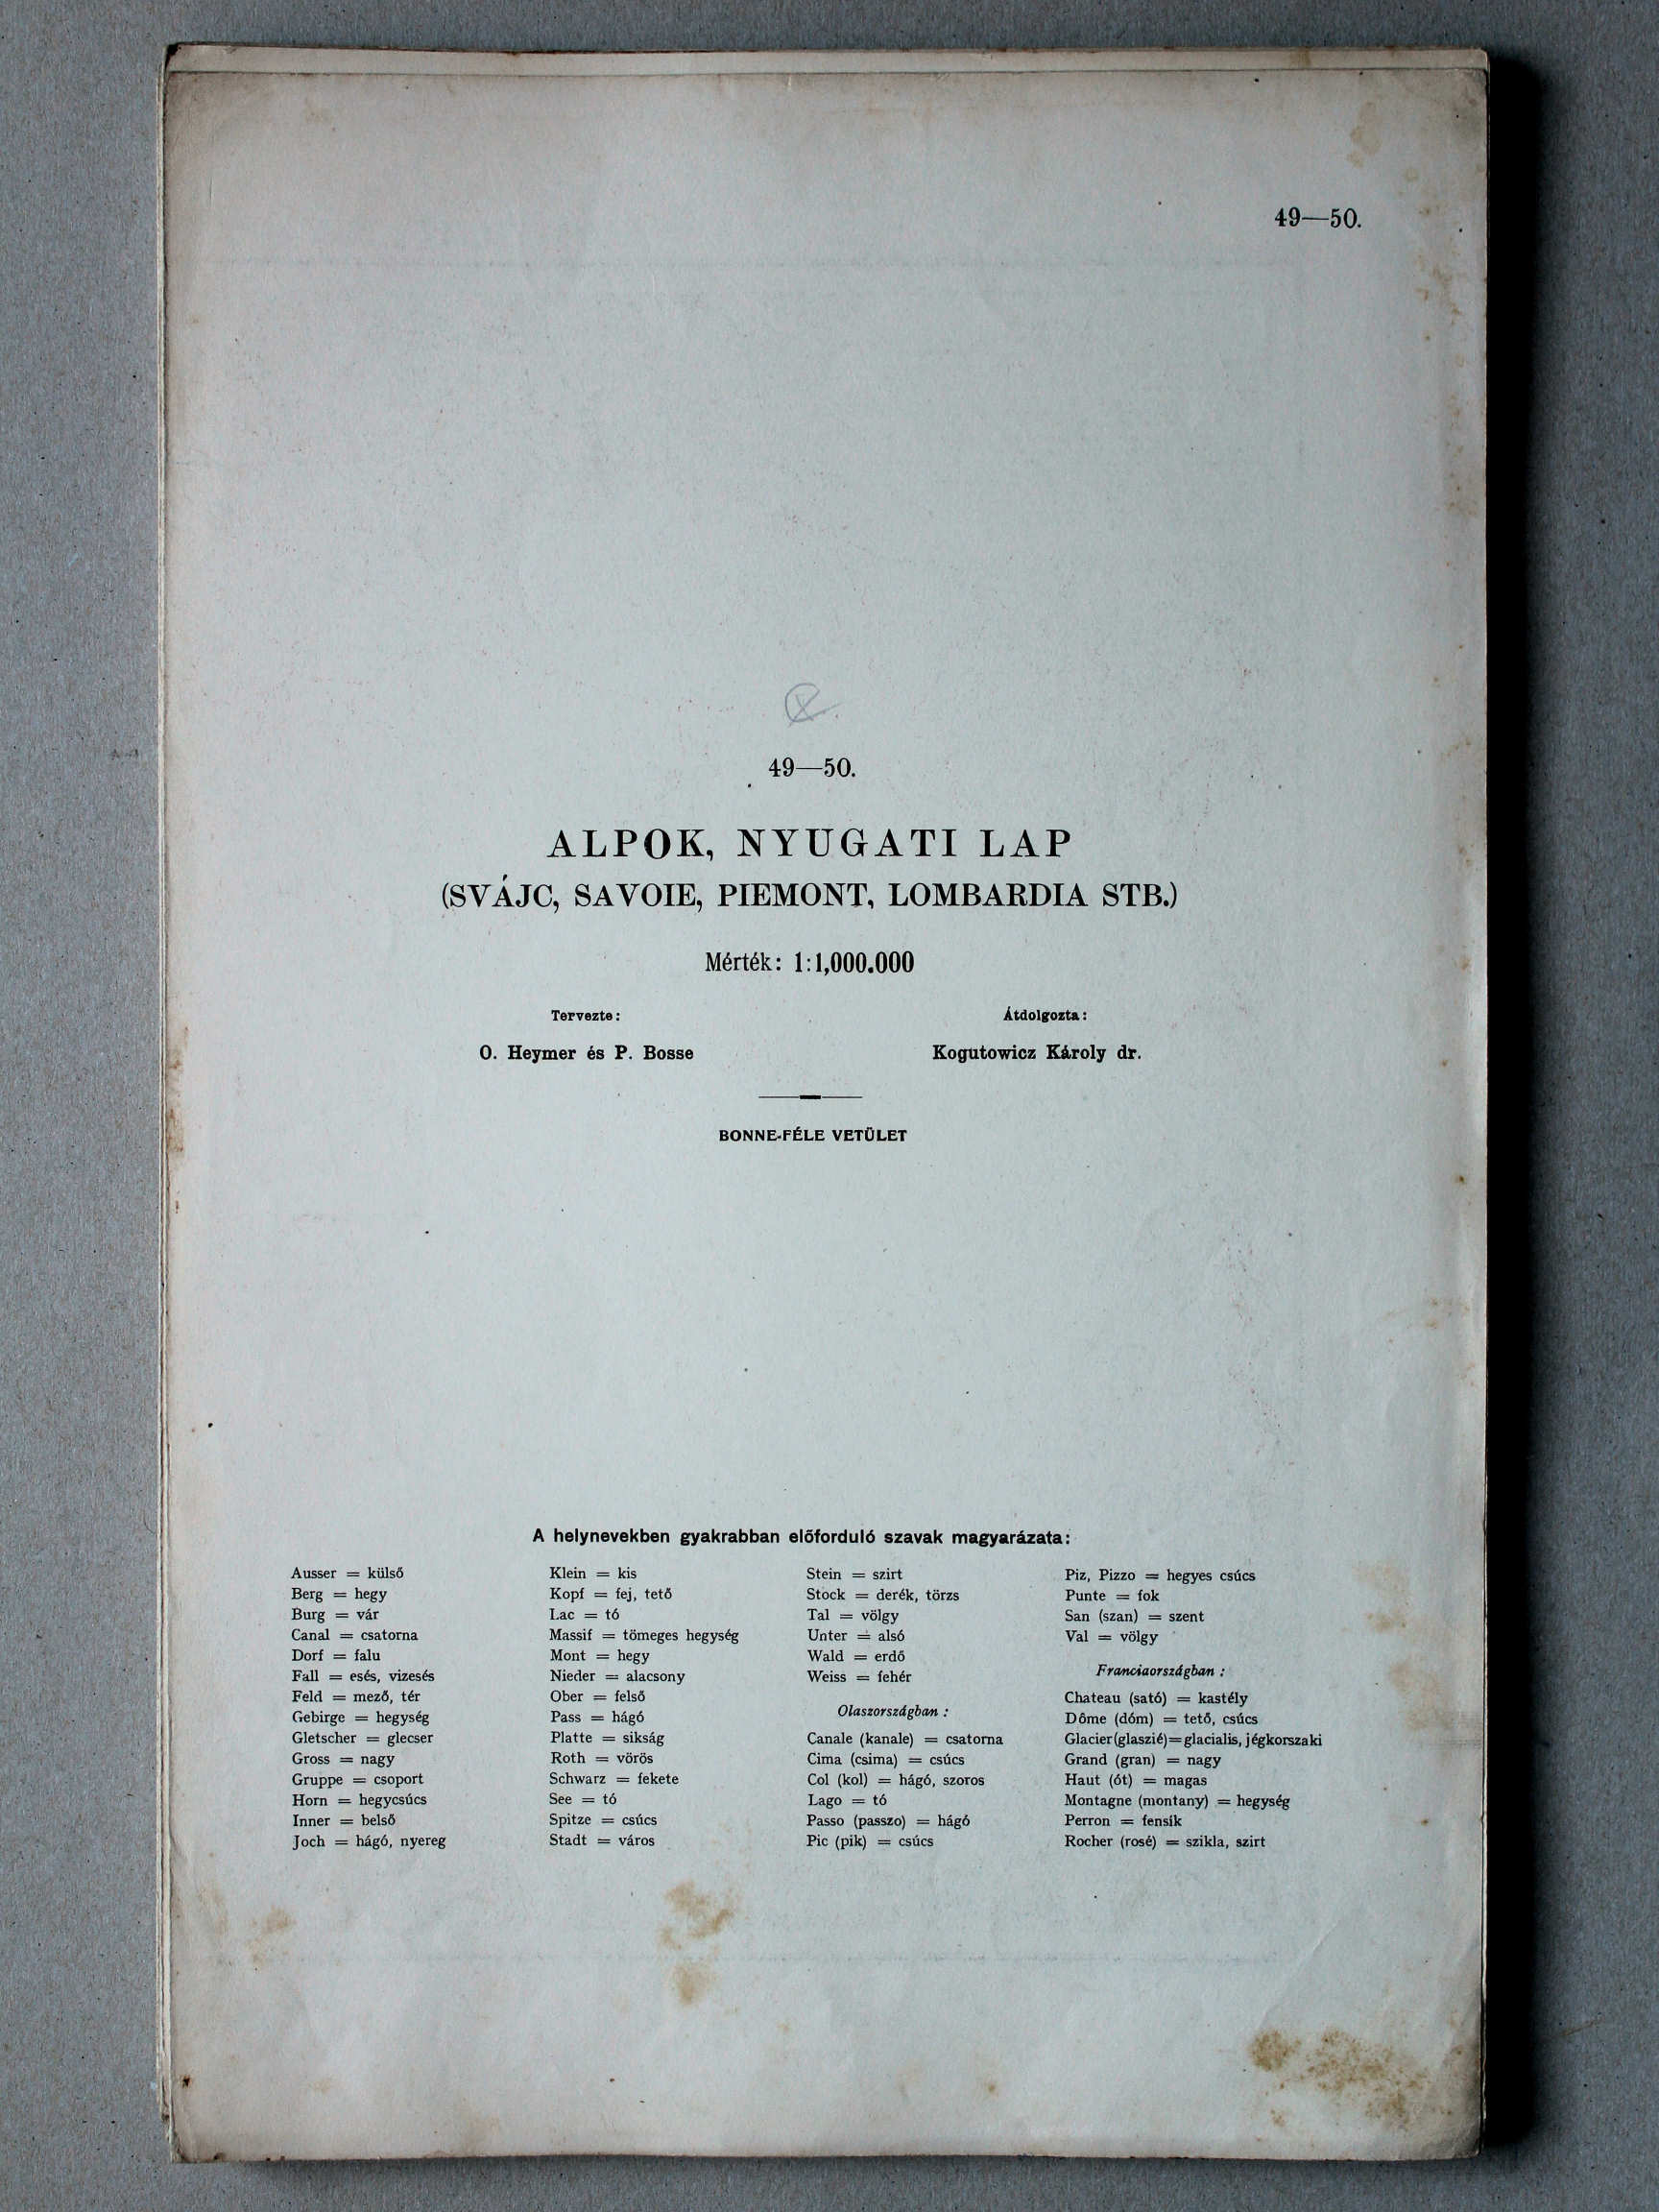 49—50.
49—50.
ALPOK, NYUGATI LAP
(SVÁJC, SAVOIE, PIEMONT, LOMBARDIA STB.)
Mérték: 1:1,000.000
Tervezte:
O. Heymer és P. Bosse
Átdolgozta:
Kogutowicz Károly dr.
BONNE-FÉLE VETÜLET
A helynevekben gyakrabban előforduló szavak magyarázata:
Ausser = külső
Berg = hegy
Burg = vár
Canal = csatorna
Dorf = falu
Fall = esés, vizesés
Feld = mező, tér
Gebirge = hegység
Gletscher = glecser
Gross = nagy
Gruppe = csoport
Horn = hegycsúcs
Inner = belső
Joch = hágó, nyereg
Klein = kis
Kopf = fej, tető
Lac = tó
Massif = tömeges hegység
Mont = hegy
Nieder = alacsony
Ober = felső
Pass = hágó
Platte = sikság
Roth = vörös
Schwarz = fekete
See = tó
Spitze = csúcs
Stadt = város
Stein = szirt
Stock = derék, törzs
Tal = völgy
Unter = alsó
Wald = erdő
Weiss = fehér
Olaszországban :
Canale (kanale) = csatorna
Cima (csima) = csúcs
Col (kol) = hágó, szoros
Lago = tó
Passo (passzo) = hágó
Pic (pik) = csúcs
Piz, Pizzo = hegyes csúcs
Punte = fok
San (szan) = szent
Val = völgy
Franciaországban :
Chateau (sató) = kastély
Dôme (dóm) = tető, csúcs
Glacier (glaszié) = glacialis, jégkorszaki
Grand (gran) = nagy
Haut (ót) = magas
Montagne (montany) = hegység
Perron = fensík
Rocher (rosé) = szikla, szirt